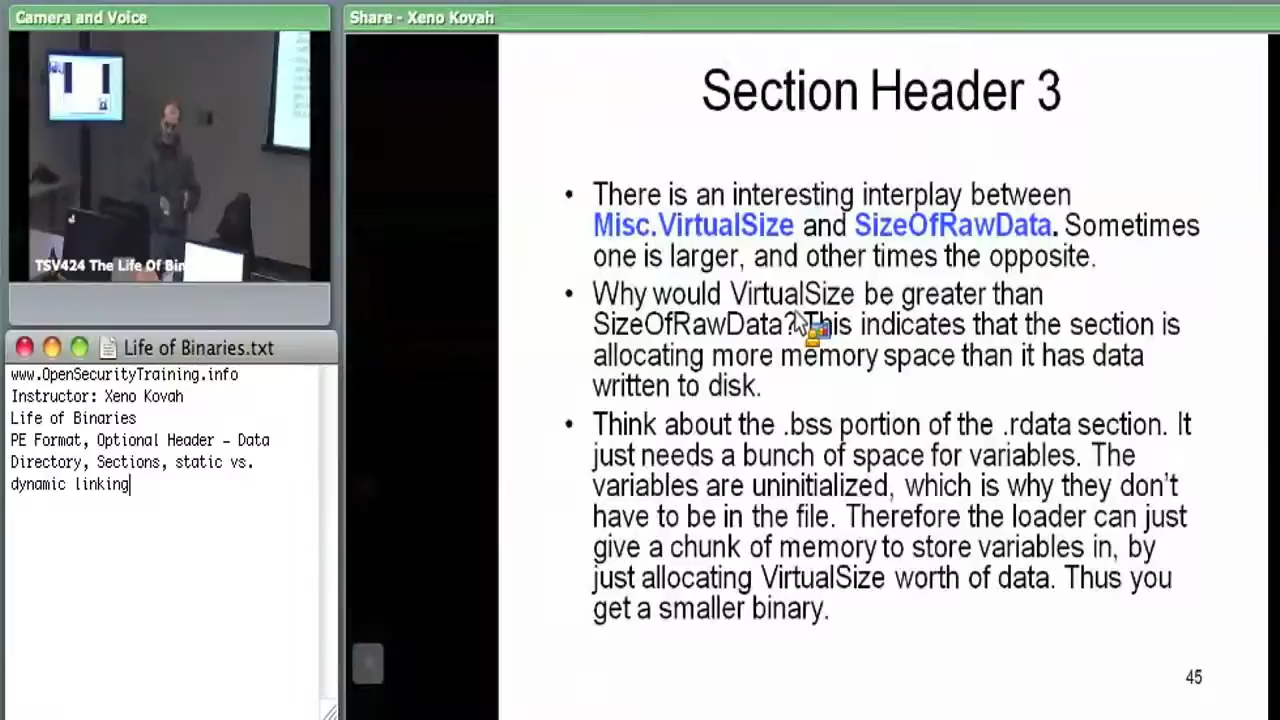 Camera and Voice
TSV424 The Life Of Bin
Life of Binaries.txt
www.OpenSecurityTraining.info
Instructor: Xeno Kovah
Life of Binaries
PE Format, Optional Header – Data
Directory, Sections, static vs.
dynamic linking
Share - Xeno Kovah
Section Header 3
• There is an interesting interplay between
Misc.VirtualSize and SizeOfRawData. Sometimes
one is larger, and other times the opposite.
• Why would VirtualSize be greater than
SizeOfRawData? This indicates that the section is
allocating more memory space than it has data
written to disk.
• Think about the .bss portion of the .rdata section. It
just needs a bunch of space for variables. The
variables are uninitialized, which is why they don't
have to be in the file. Therefore the loader can just
give a chunk of memory to store variables in, by
just allocating VirtualSize worth of data. Thus you
get a smaller binary.
45